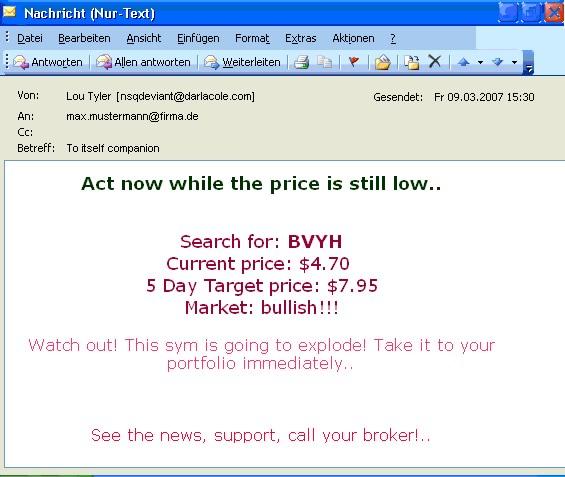 Nachricht (Nur-Text)
Datei Bearbeiten Ansicht Einfügen Format Extras Aktionen ?
Antworten Allen antworten Weiterleiten
Von: Lou Tyler [nsqdeviant@darlacole.com] Gesendet: Fr 09.03.2007 15:30
An: max.mustermann@firma.de
Cc:
Betreff: To itself companion
Act now while the price is still low..
Search for: BVYH
Current price: $4.70
5 Day Target price: $7.95
Market: bullish!!!
Watch out! This sym is going to explode! Take it to your
portfolio immediately..
See the news, support, call your broker!..